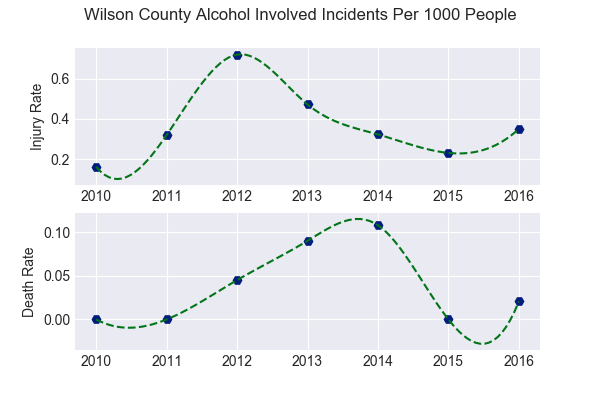 Wilson County Alcohol Involved Incidents Per 1000 People
Injury Rate
0.6
0.4
0.2
2010 2011 2012 2013 2014 2015 2016
Death Rate
0.10
0.05
0.00
2010 2011 2012 2013 2014 2015 2016